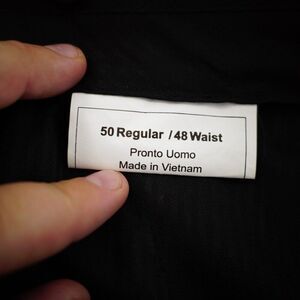 50 Regular / 48 Waist
Pronto Uomo
Made in Vietnam